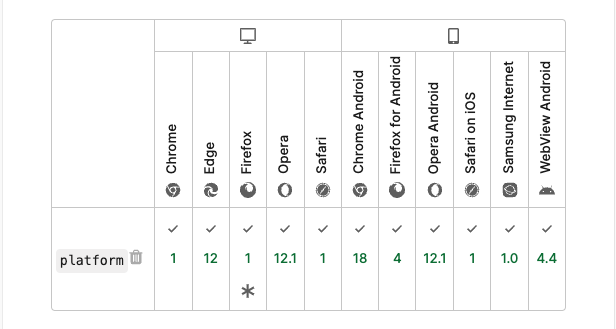 Chrome
Edge
Firefox
Opera
Safari
Chrome Android
Firefox for Android
Opera Android
Safari on iOS
Samsung Internet
WebView Android
platform 1 12 1 12.1 1 18 4 12.1 1 1.0 4.4
*